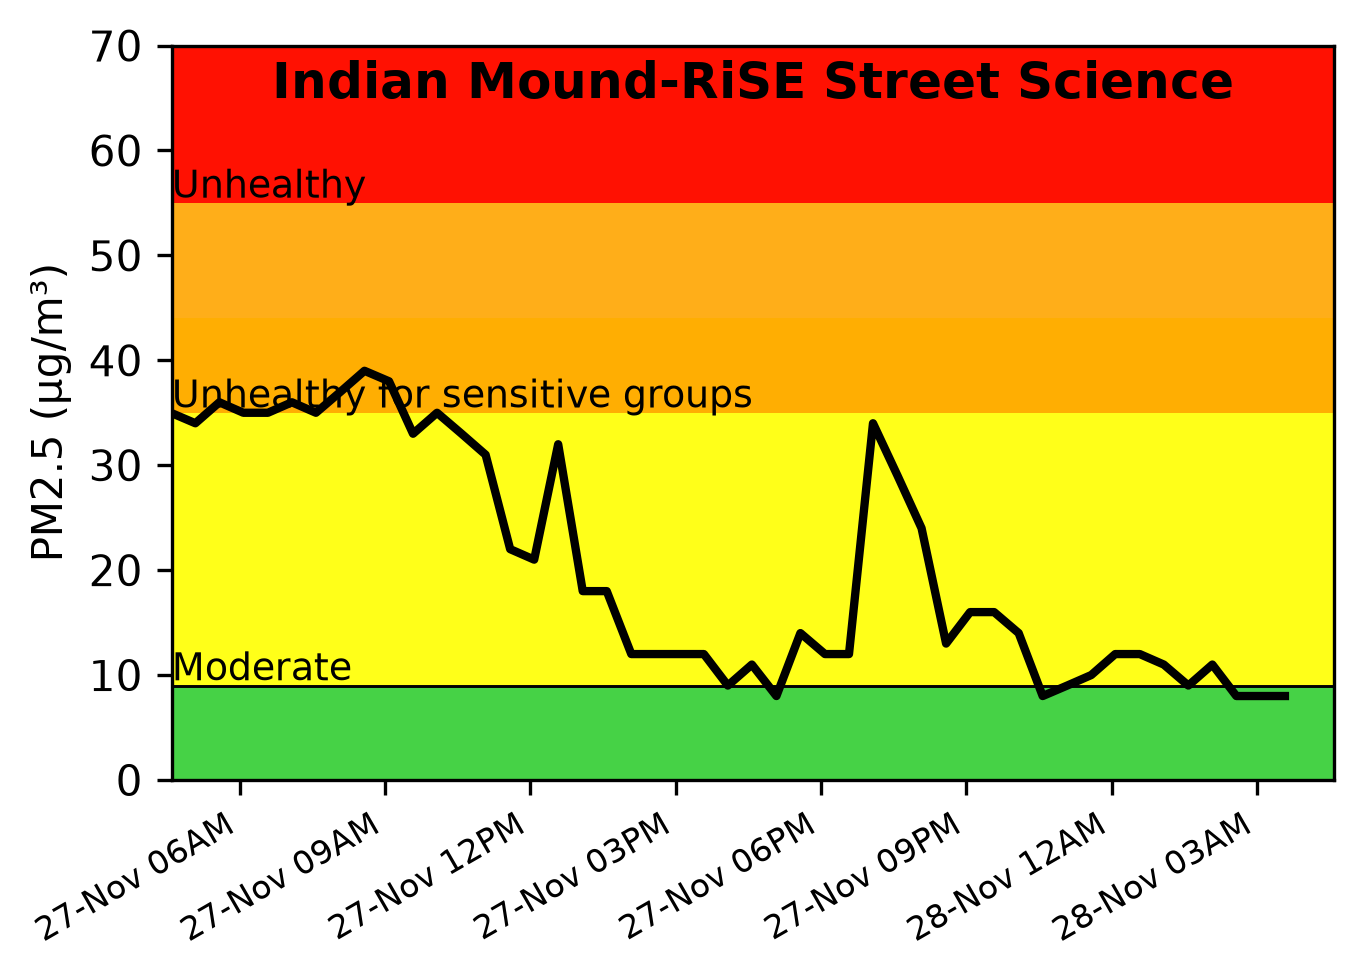 Indian Mound-RiSE Street Science
PM2.5 (µg/m³)
70
60
50
40
30
20
10
0
Unhealthy
Unhealthy for sensitive groups
Moderate
27-Nov 06AM
27-Nov 09AM
27-Nov 12PM
27-Nov 03PM
27-Nov 06PM
27-Nov 09PM
28-Nov 12AM
28-Nov 03AM